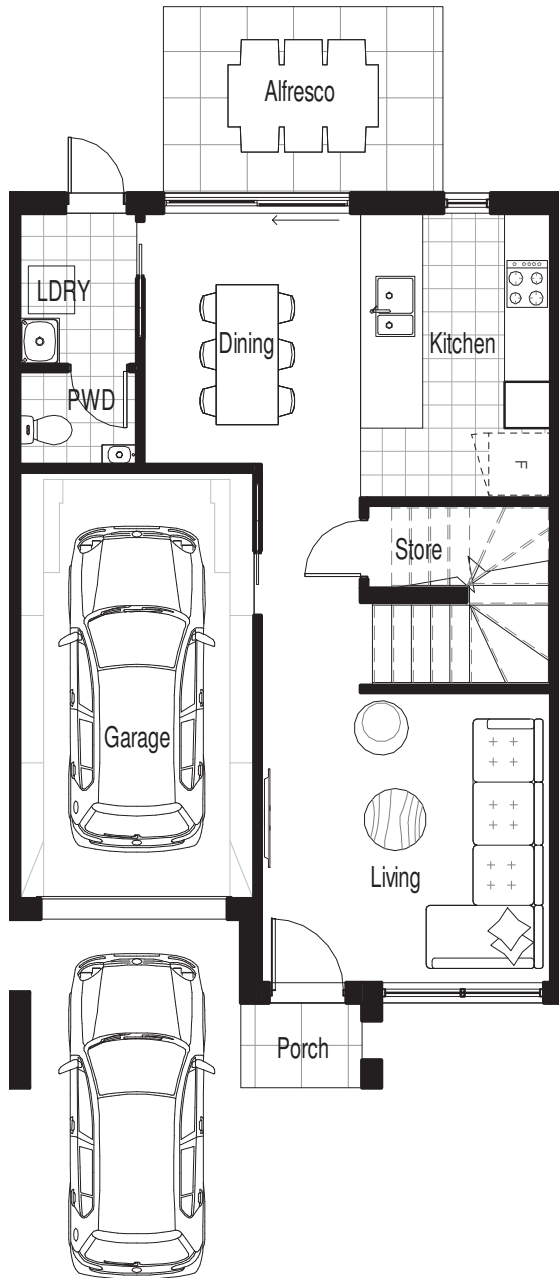 Alfresco
LDRY
Dining
Kitchen
PWD
F
Store
Garage
Living
Porch